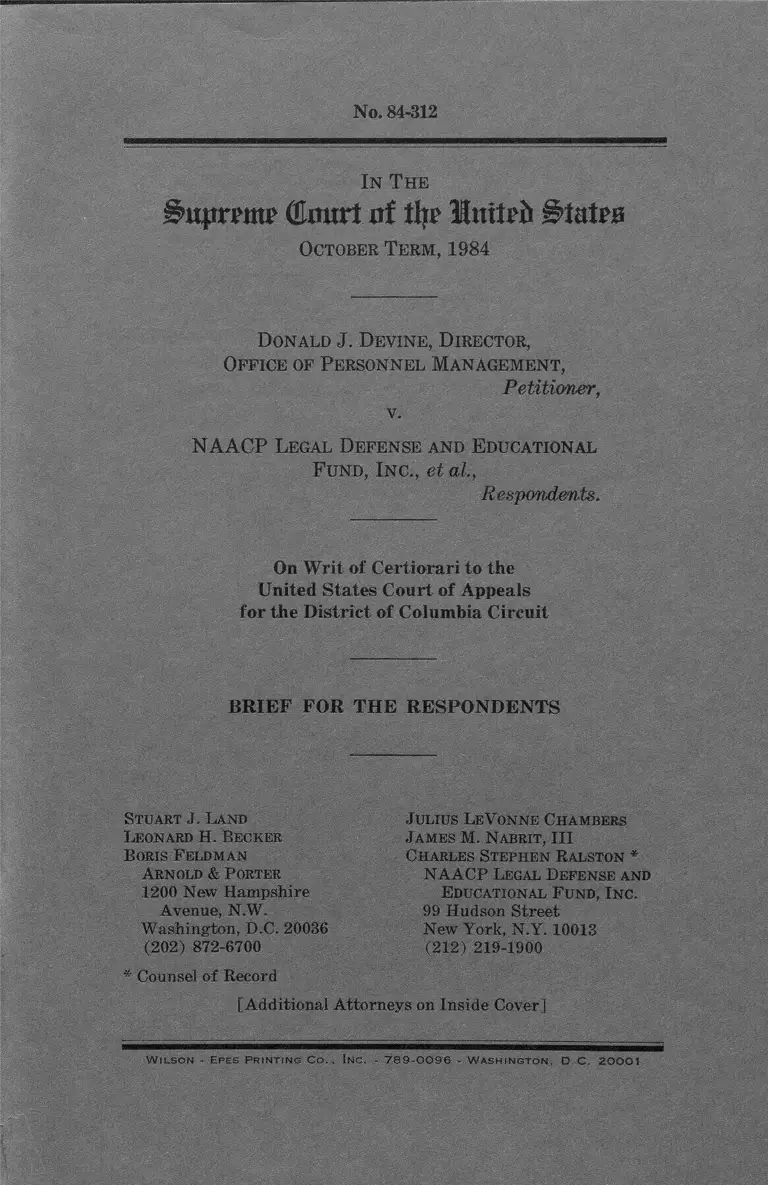 No. 84-312
IN THE
Supreme Court of the United States
OCTOBER TERM, 1984
DONALD J. DEVINE, DIRECTOR,
OFFICE OF PERSONNEL MANAGEMENT,
Petitioner,
v.
NAACP LEGAL DEFENSE AND EDUCATIONAL
FUND, INC., et al.,
Respondents.
On Writ of Certiorari to the
United States Court of Appeals
for the District of Columbia Circuit
BRIEF FOR THE RESPONDENTS
STUART J. LAND
LEONARD H. BECKER
BORIS FELDMAN
ARNOLD & PORTER
1200 New Hampshire
Avenue, N.W.
Washington, D.C. 20036
(202) 872-6700
* Counsel of Record
JULIUS LEVONNE CHAMBERS
JAMES M. NABRIT, III
CHARLES STEPHEN RALSTON *
NAACP LEGAL DEFENSE AND
EDUCATIONAL FUND, INC.
99 Hudson Street
New York, N.Y. 10013
(212) 219-1900
[Additional Attorneys on Inside Cover]
WILSON - EPES PRINTING CO., INC. - 789-0096 - WASHINGTON, D.C. 20001